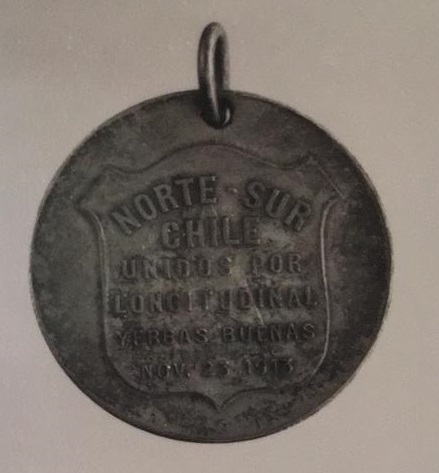 NORTE-SUR
CHILE
UNIDOS POR
LONGITUDINAL
YERBAS-BUENAS
NOV. 23-1913